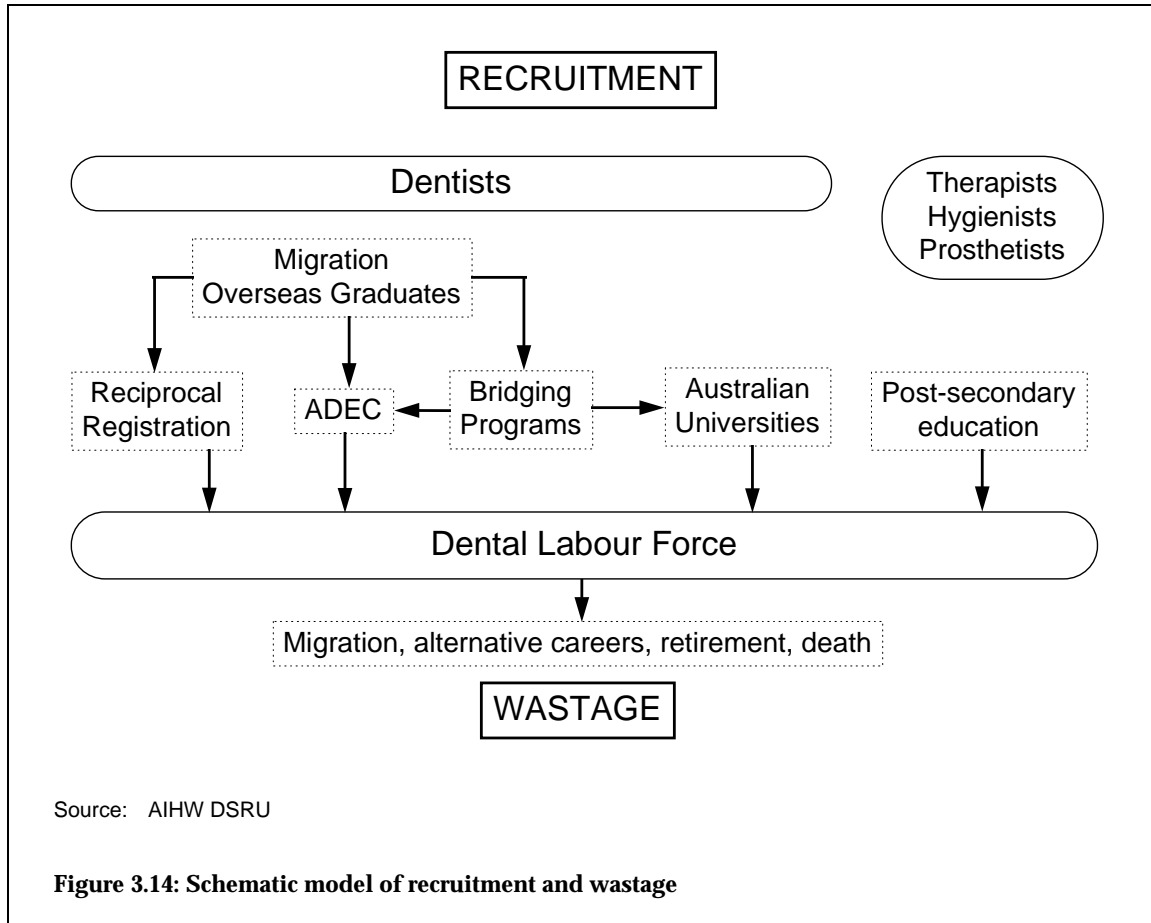 RECRUITMENT
Dentists
Therapists
Hygienists
Prosthetists
Migration
Overseas Graduates
Reciprocal
Registration
ADEC
Bridging
Programs
Australian
Universities
Post-secondary
education
Dental Labour Force
Migration, alternative careers, retirement, death
WASTAGE
Source: AIHW DSRU
Figure 3.14: Schematic model of recruitment and wastage